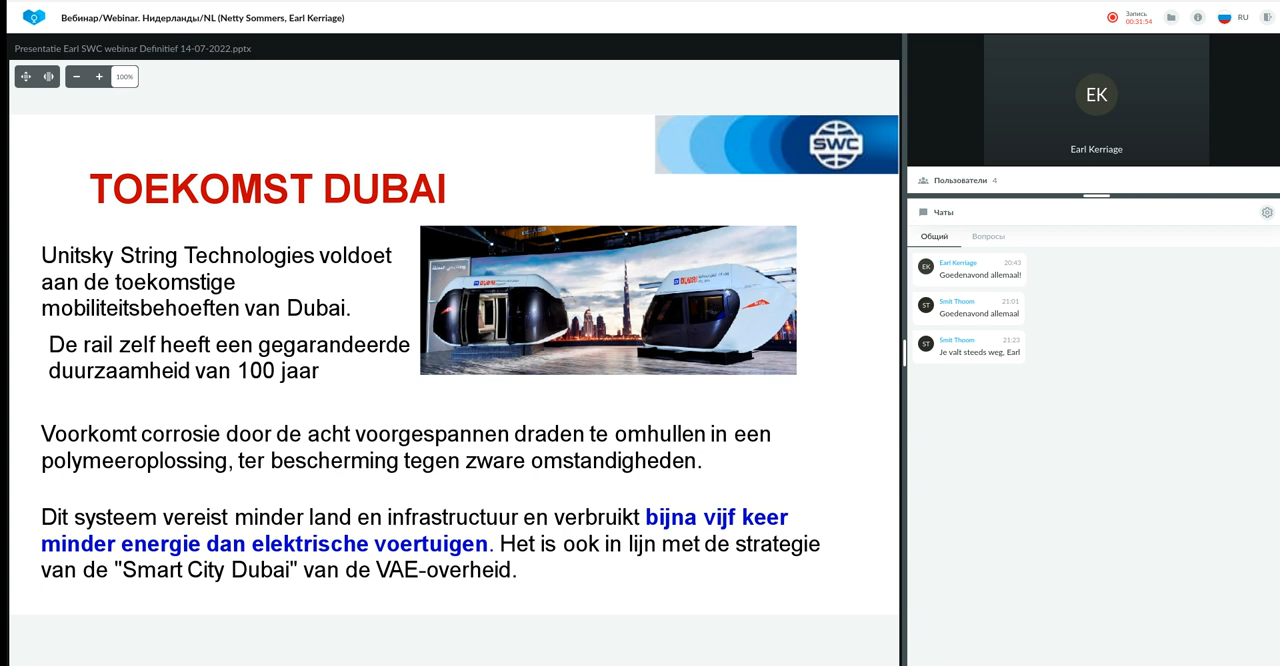 Вебинар/Webinar. Нидерланды/NL (Netty Sommers, Earl Kerriage)
Запись
00:31:54
RU
Presentatie Earl SWC webinar Definitief 14-07-2022.pptx
100%
SWC
TOEKOMST DUBAI
Unitsky String Technologies voldoet
aan de toekomstige
mobiliteitsbehoeften van Dubai.
De rail zelf heeft een gegarandeerde
duurzaamheid van 100 jaar
DUBAI
DUBAI
Voorkomt corrosie door de acht voorgespannen draden te omhullen in een
polymeeroplossing, ter bescherming tegen zware omstandigheden.
Dit systeem vereist minder land en infrastructuur en verbruikt bijna vijf keer
minder energie dan elektrische voertuigen. Het is ook in lijn met de strategie
van de "Smart City Dubai" van de VAE-overheid.
EK
Earl Kerriage
Пользователи 4
Чаты
Общий Вопросы
EK Earl Kerriage 20:43
Goedenavond allemaal!
ST Smit Thoom 21:01
Goedenavond allemaal
ST Smit Thoom 21:23
Je valt steeds weg, Earl